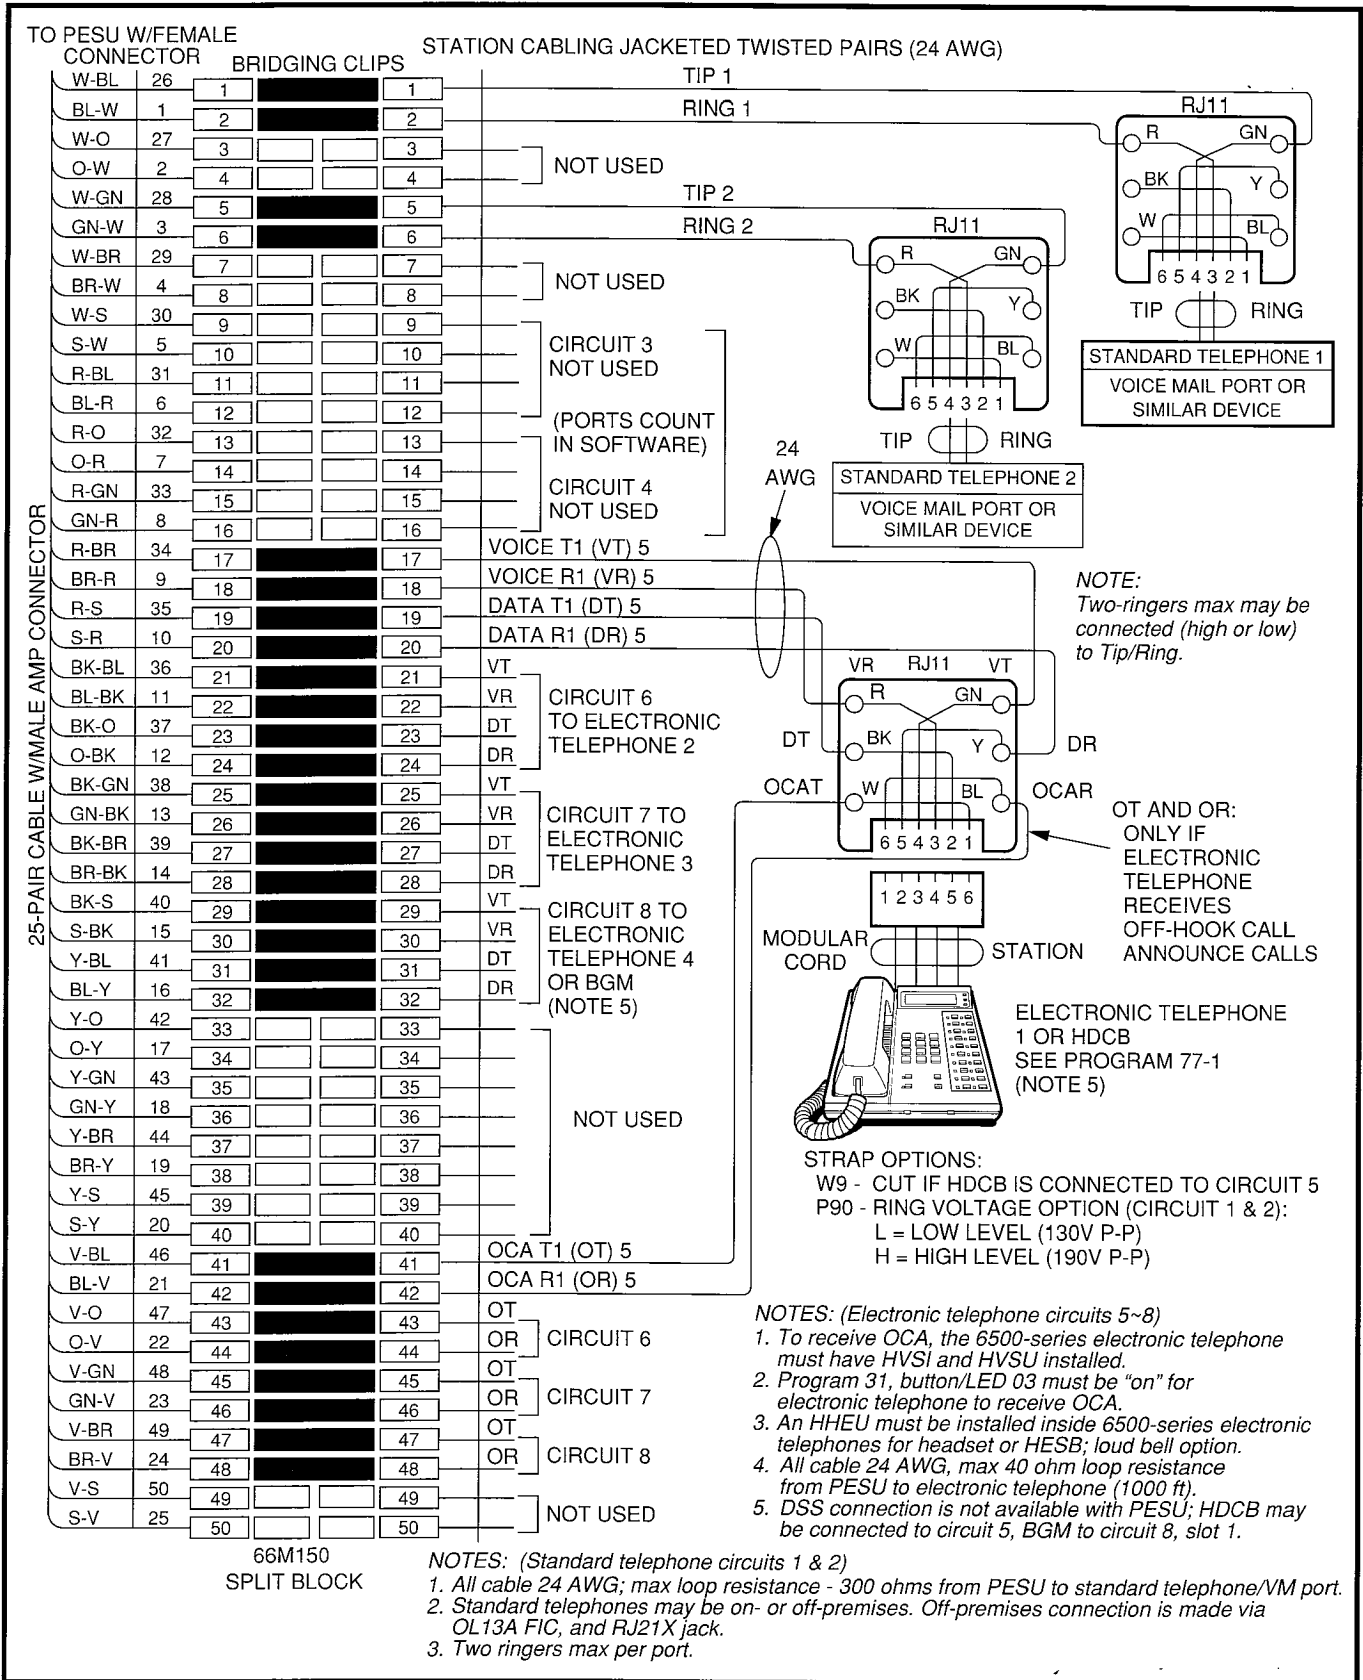 TO PESU W/FEMALE
CONNECTOR
BRIDGING CLIPS
STATION CABLING JACKETED TWISTED PAIRS (24 AWG)
25-PAIR CABLE W/MALE AMP CONNECTOR
W-BL 26 1 1 TIP 1
BL-W 1 2 2 RING 1
W-O 27 3 3
O-W 2 4 4
NOT USED
W-GN 28 5 5 TIP 2
GN-W 3 6 6 RING 2
W-BR 29 7 7
BR-W 4 8 8
NOT USED
W-S 30 9 9
S-W 5 10 10
R-BL 31 11 11
BL-R 6 12 12
CIRCUIT 3
NOT USED
(PORTS COUNT
IN SOFTWARE)
R-O 32 13 13
O-R 7 14 14
R-GN 33 15 15
GN-R 8 16 16
CIRCUIT 4
NOT USED
R-BR 34 17 17 VOICE T1 (VT) 5
BR-R 9 18 18 VOICE R1 (VR) 5
R-S 35 19 19 DATA T1 (DT) 5
S-R 10 20 20 DATA R1 (DR) 5
BK-BL 36 21 21 VT
BL-BK 11 22 22 VR
BK-O 37 23 23 DT
O-BK 12 24 24 DR
CIRCUIT 6
TO ELECTRONIC
TELEPHONE 2
BK-GN 38 25 25 VT
GN-BK 13 26 26 VR
BK-BR 39 27 27 DT
BR-BK 14 28 28 DR
CIRCUIT 7 TO
ELECTRONIC
TELEPHONE 3
BK-S 40 29 29 VT
S-BK 15 30 30 VR
Y-BL 41 31 31 DT
BL-Y 16 32 32 DR
CIRCUIT 8 TO
ELECTRONIC
TELEPHONE 4
OR BGM
(NOTE 5)
Y-O 42 33 33
O-Y 17 34 34
Y-GN 43 35 35
GN-Y 18 36 36
Y-BR 44 37 37
BR-Y 19 38 38
Y-S 45 39 39
S-Y 20 40 40
NOT USED
V-BL 46 41 41 OCA T1 (OT) 5
BL-V 21 42 42 OCA R1 (OR) 5
V-O 47 43 43 OT
O-V 22 44 44 OR
CIRCUIT 6
V-GN 48 45 45 OT
GN-V 23 46 46 OR
CIRCUIT 7
V-BR 49 47 47 OT
BR-V 24 48 48 OR
CIRCUIT 8
V-S 50 49 49
S-V 25 50 50
NOT USED
66M150
SPLIT BLOCK
RJ11
R GN
BK Y
W BL
6 5 4 3 2 1
TIP RING
STANDARD TELEPHONE 1
VOICE MAIL PORT OR
SIMILAR DEVICE
RJ11
R GN
BK Y
W BL
6 5 4 3 2 1
TIP RING
STANDARD TELEPHONE 2
VOICE MAIL PORT OR
SIMILAR DEVICE
24
AWG
NOTE:
Two-ringers max may be
connected (high or low)
to Tip/Ring.
VR RJ11 VT
R GN
DT BK Y DR
OCAT W BL OCAR
6 5 4 3 2 1
OT AND OR:
ONLY IF
ELECTRONIC
TELEPHONE
RECEIVES
OFF-HOOK CALL
ANNOUNCE CALLS
1 2 3 4 5 6
MODULAR
CORD
STATION
ELECTRONIC TELEPHONE
1 OR HDCB
SEE PROGRAM 77-1
(NOTE 5)
STRAP OPTIONS:
W9 - CUT IF HDCB IS CONNECTED TO CIRCUIT 5
P90 - RING VOLTAGE OPTION (CIRCUIT 1 & 2):
L = LOW LEVEL (130V P-P)
H = HIGH LEVEL (190V P-P)
NOTES: (Electronic telephone circuits 5~8)
1. To receive OCA, the 6500-series electronic telephone
must have HVSI and HVSU installed.
2. Program 31, button/LED 03 must be “on” for
electronic telephone to receive OCA.
3. An HHEU must be installed inside 6500-series electronic
telephones for headset or HESB; loud bell option.
4. All cable 24 AWG, max 40 ohm loop resistance
from PESU to electronic telephone (1000 ft).
5. DSS connection is not available with PESU; HDCB may
be connected to circuit 5, BGM to circuit 8, slot 1.
NOTES: (Standard telephone circuits 1 & 2)
1. All cable 24 AWG; max loop resistance - 300 ohms from PESU to standard telephone/VM port.
2. Standard telephones may be on- or off-premises. Off-premises connection is made via
OL13A FIC, and RJ21X jack.
3. Two ringers max per port.